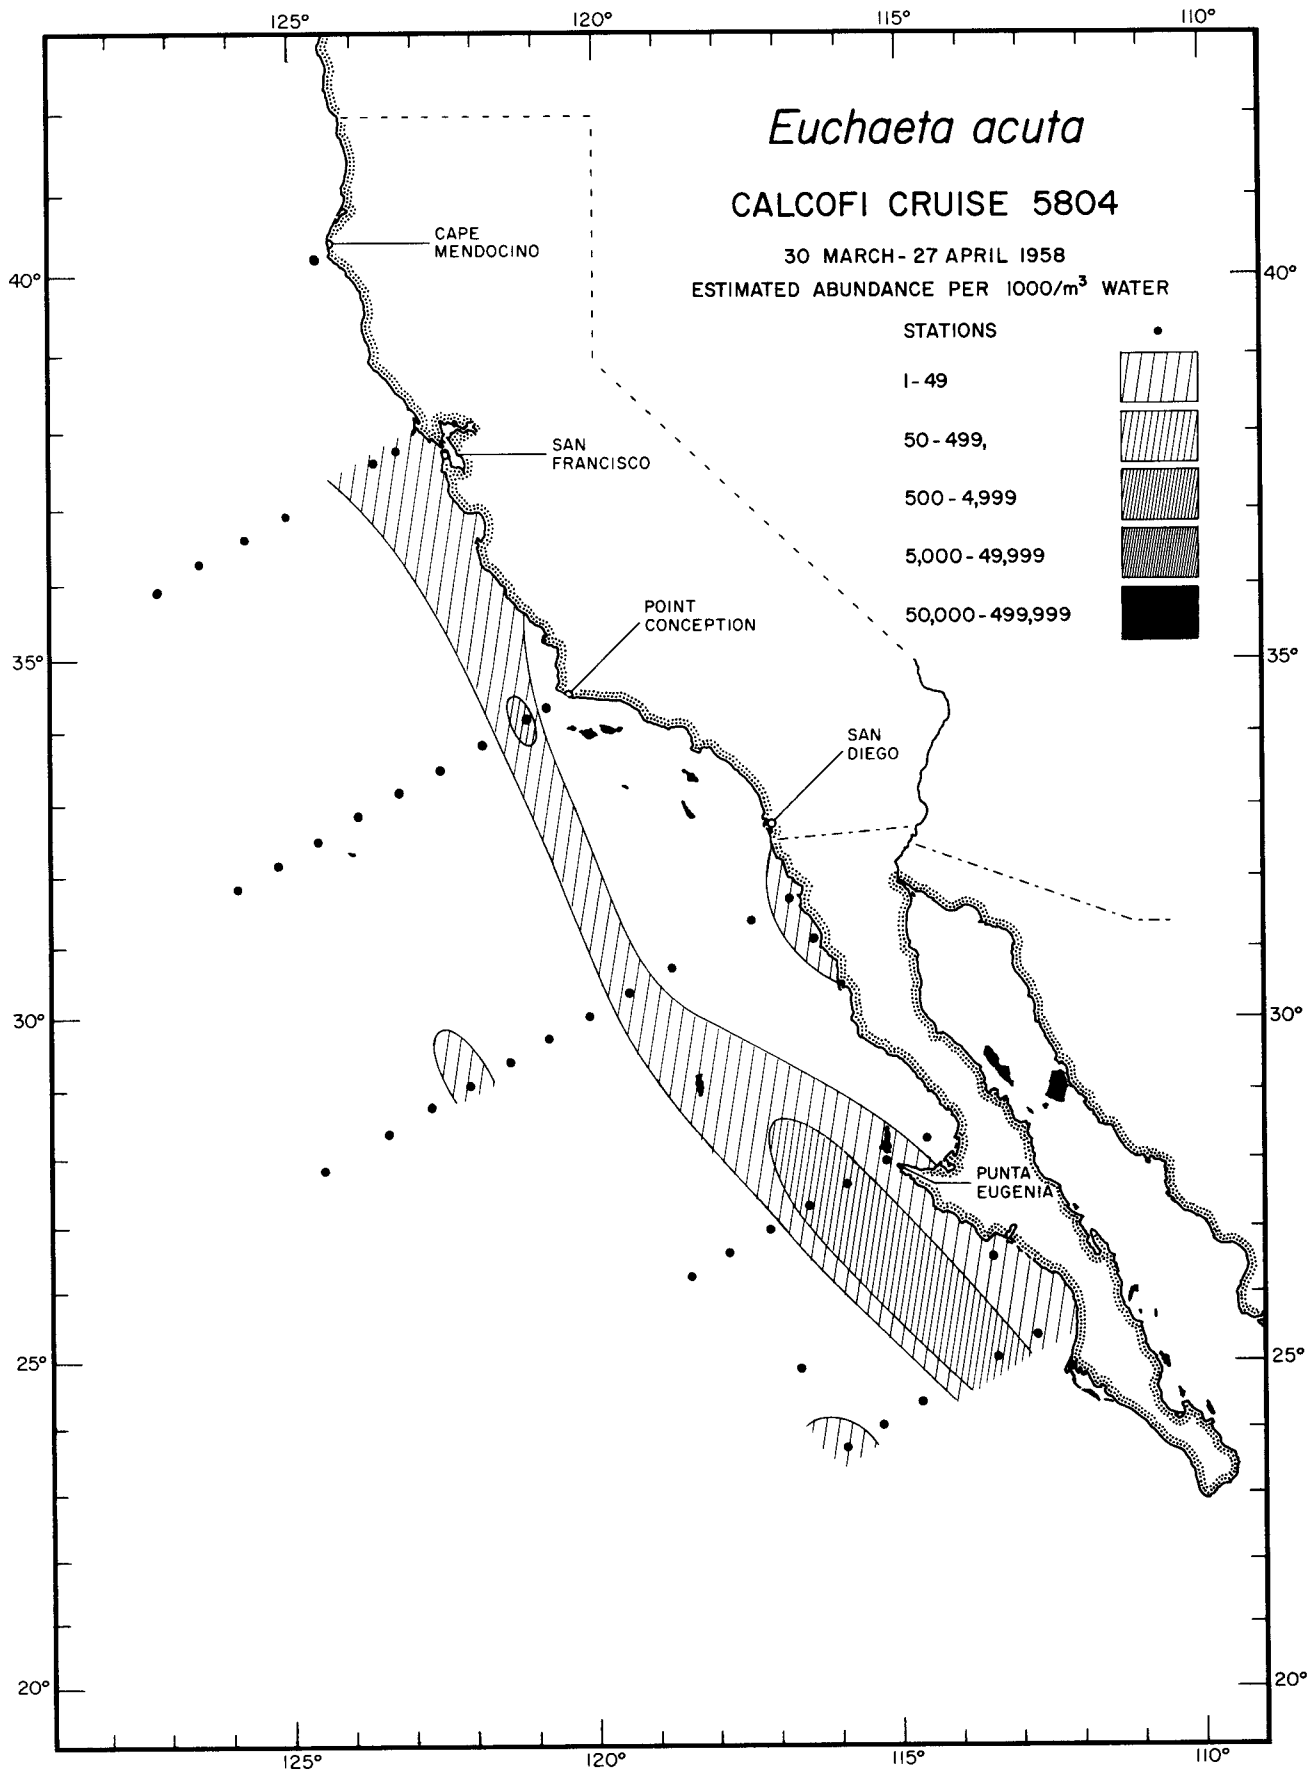 125° 120° 115° 110°
Euchaeta acuta
CALCOFI CRUISE 5804
30 MARCH - 27 APRIL 1958
ESTIMATED ABUNDANCE PER 1000/m³ WATER
STATIONS
1-49
50-499,
500-4,999
5,000-49,999
50,000-499,999
CAPE
MENDOCINO
40° 40°
SAN
FRANCISCO
POINT
CONCEPTION
35° 35°
SAN
DIEGO
30° 30°
PUNTA
EUGENIA
25° 25°
20° 20°
125° 120° 115° 110°